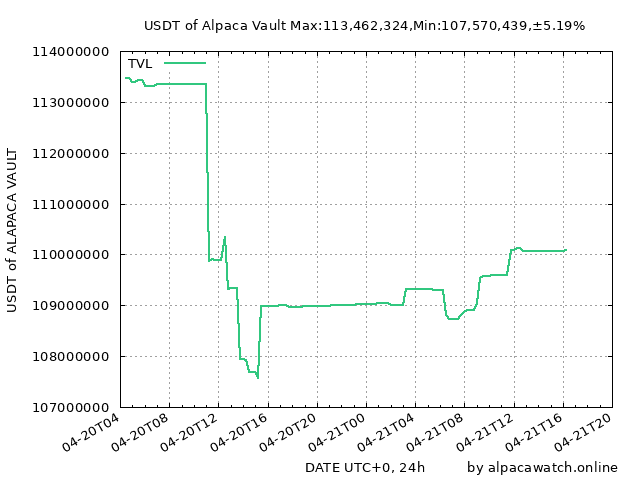 USDT of Alpaca Vault Max:113,462,324,Min:107,570,439,±5.19%
TVL
114000000
113000000
112000000
111000000
110000000
109000000
108000000
107000000
USDT of ALAPACA VAULT
04-20T04
04-20T08
04-20T12
04-20T16
04-20T20
04-21T00
04-21T04
04-21T08
04-21T12
04-21T16
04-21T20
DATE UTC+0, 24h
by alpacawatch.online